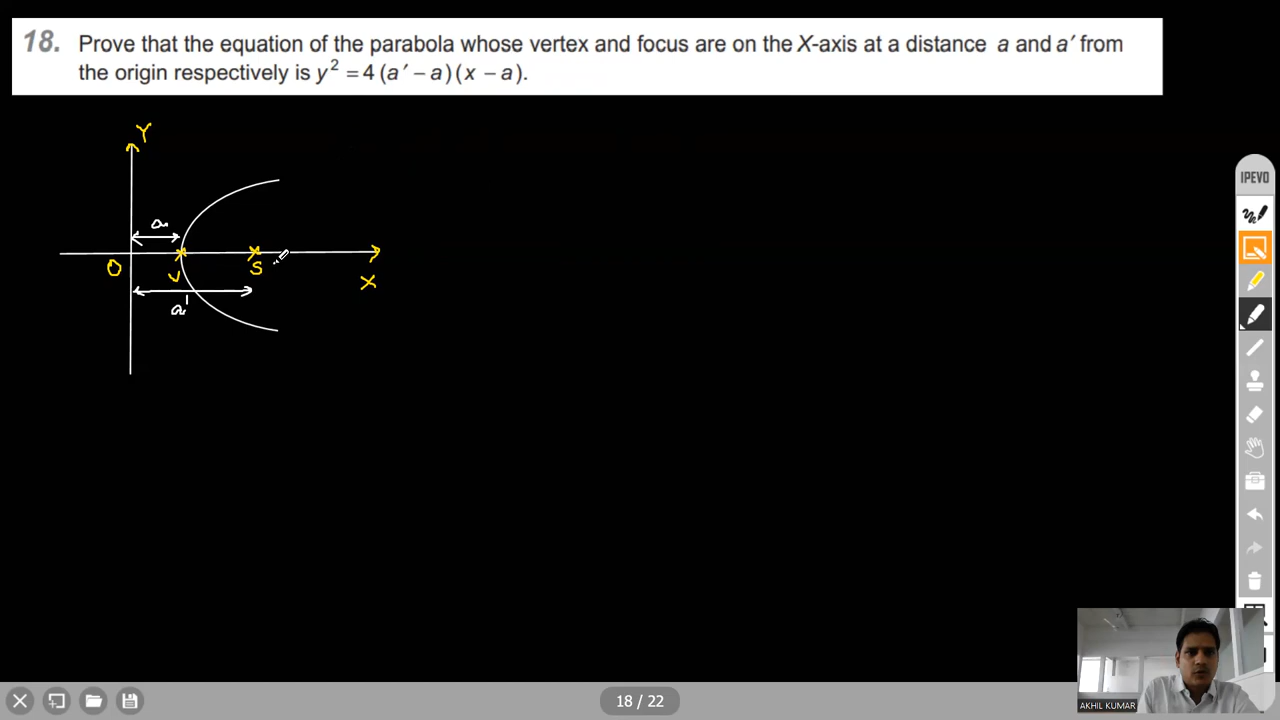 18. Prove that the equation of the parabola whose vertex and focus are on the X-axis at a distance a and a′ from
the origin respectively is y² = 4 (a′ − a) (x − a).
Y
a
O
V
S
X
a'
IPEVO
18 / 22
AKHIL KUMAR